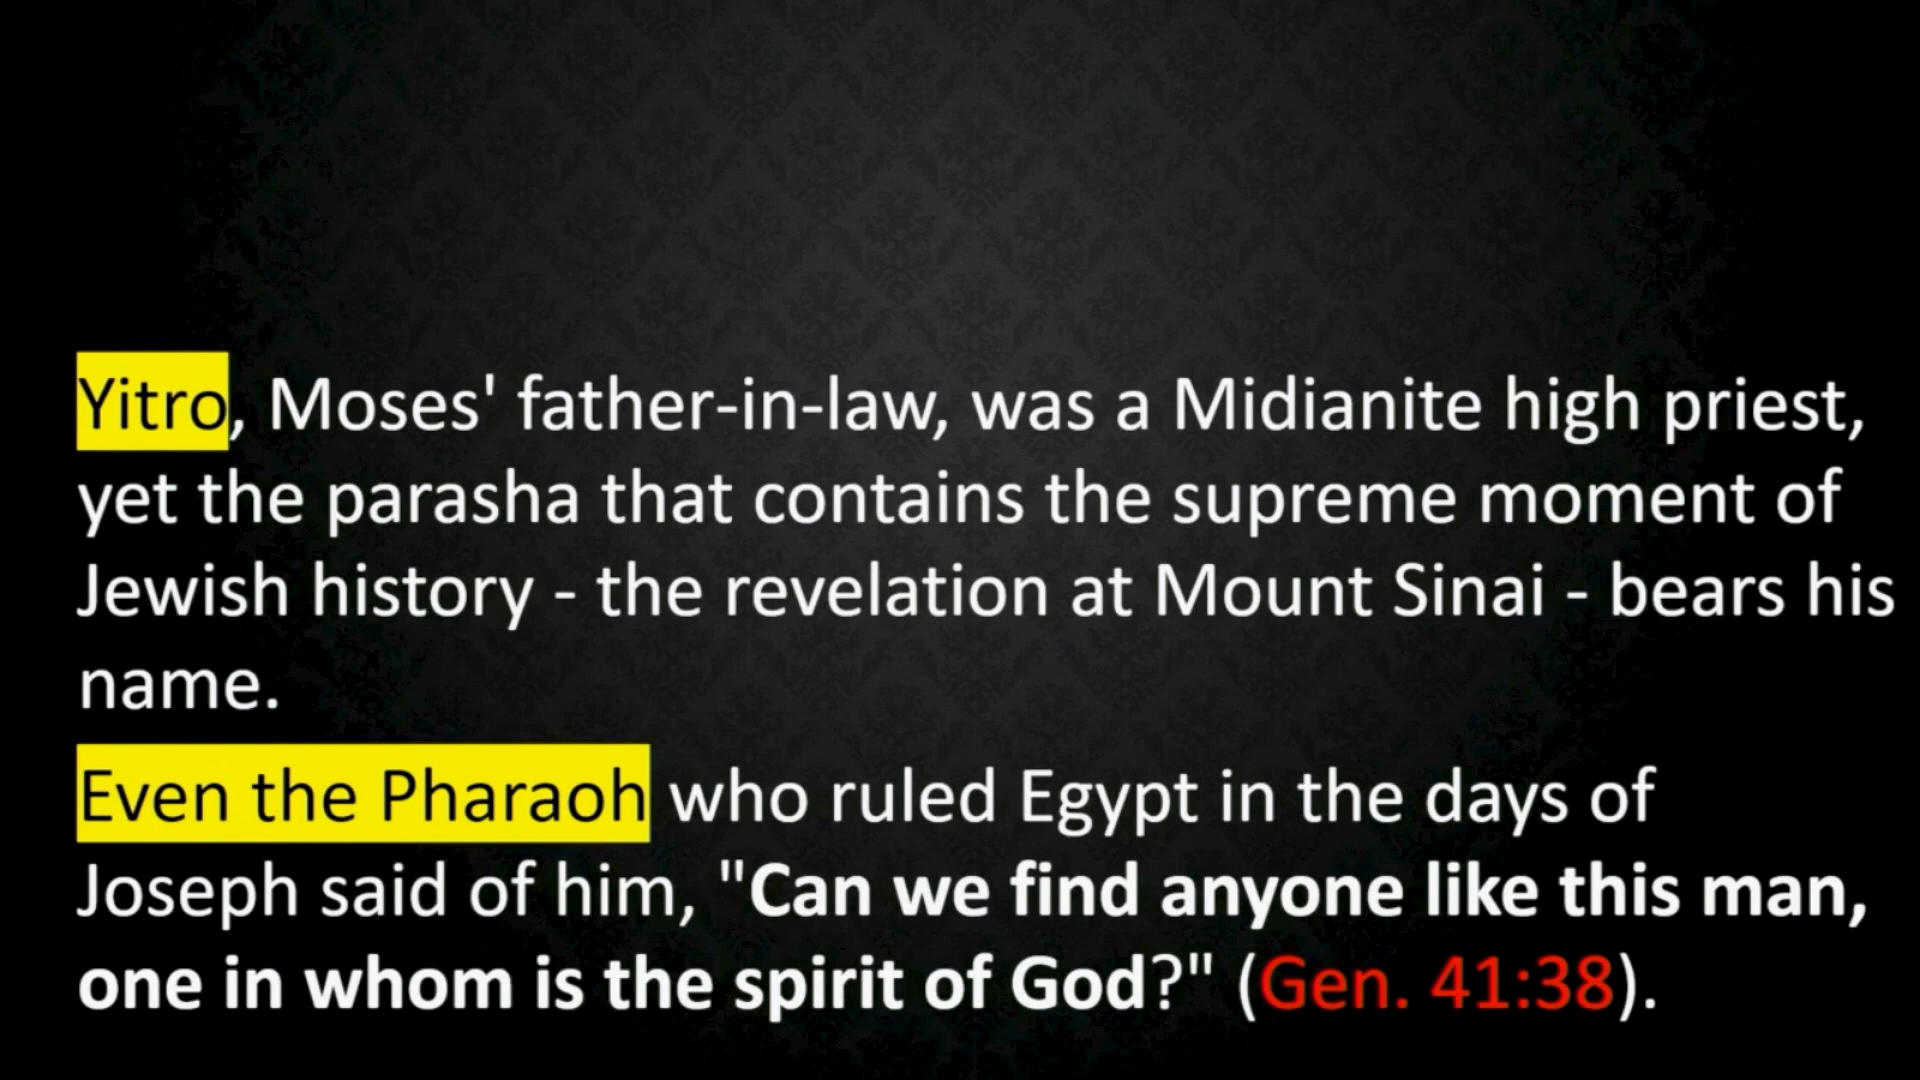 Yitro, Moses' father-in-law, was a Midianite high priest,
yet the parasha that contains the supreme moment of
Jewish history - the revelation at Mount Sinai - bears his
name.
Even the Pharaoh who ruled Egypt in the days of
Joseph said of him, "Can we find anyone like this man,
one in whom is the spirit of God?" (Gen. 41:38).